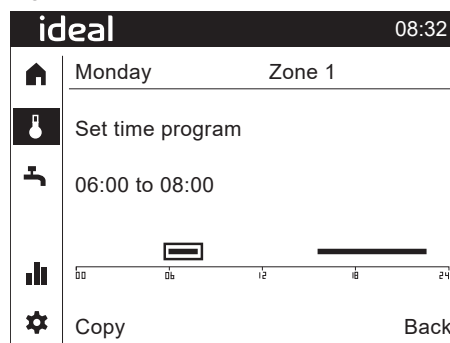 ideal 08:32
Monday Zone 1
Set time program
06:00 to 08:00
00 06 12 18 24
Copy Back